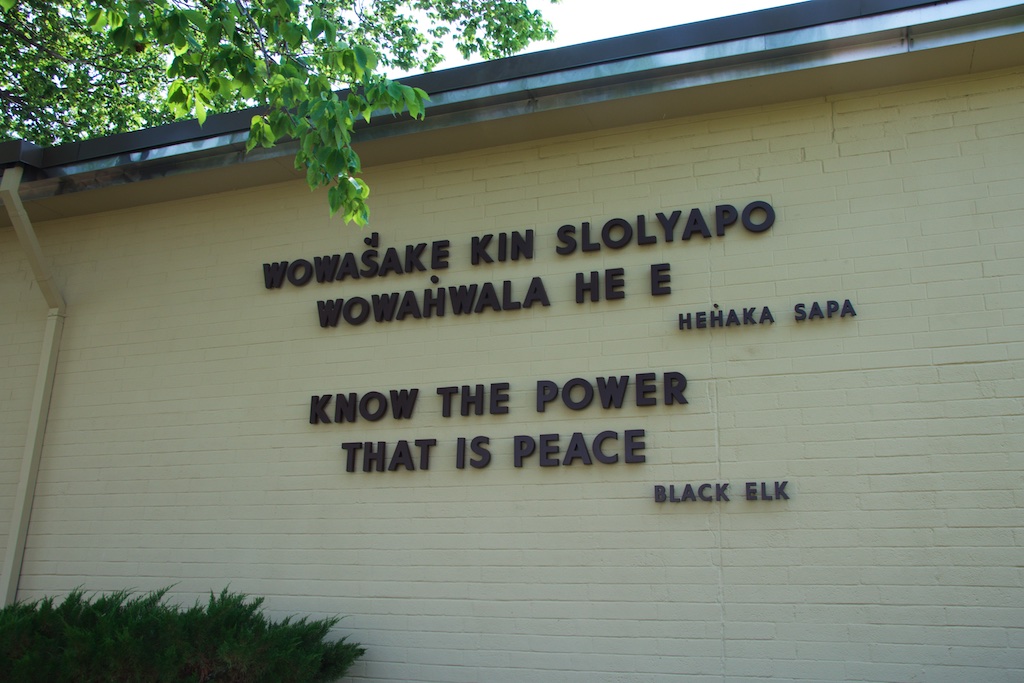 WOWAŠAKE KIN SLOLYAPO
WOWAḢWALA HE E
HEḢAKA SAPA
KNOW THE POWER
THAT IS PEACE
BLACK ELK